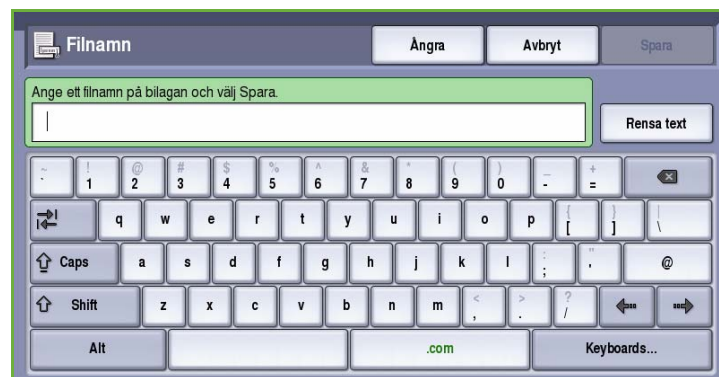 Filnamn Ångra Avbryt Spara
Ange ett filnamn på bilagan och välj Spara.
Rensa text
~ ! @ # $ % ^ & * ( ) _ +
1 2 3 4 5 6 7 8 9 0 - =
q w e r t y u i o p { [ } ] | \
Caps a s d f g h j k l : ; " ' @
Shift z x c v b n m < , > . ? /
Alt .com Keyboards...